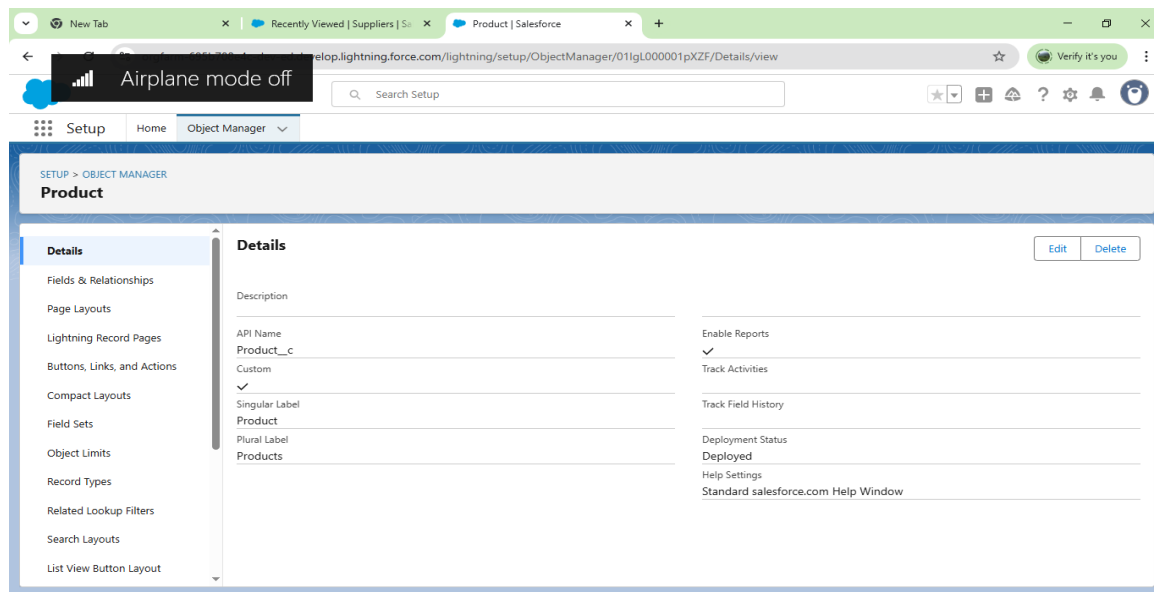 New Tab
Recently Viewed | Suppliers | Sa
Product | Salesforce
develop.lightning.force.com/lightning/setup/ObjectManager/01IgL000001pXZF/Details/view
Verify it's you
Airplane mode off
Search Setup
Setup
Home
Object Manager
SETUP > OBJECT MANAGER
Product
Details
Fields & Relationships
Page Layouts
Lightning Record Pages
Buttons, Links, and Actions
Compact Layouts
Field Sets
Object Limits
Record Types
Related Lookup Filters
Search Layouts
List View Button Layout
Details
Edit
Delete
Description
API Name
Product__c
Custom
Singular Label
Product
Plural Label
Products
Enable Reports
Track Activities
Track Field History
Deployment Status
Deployed
Help Settings
Standard salesforce.com Help Window